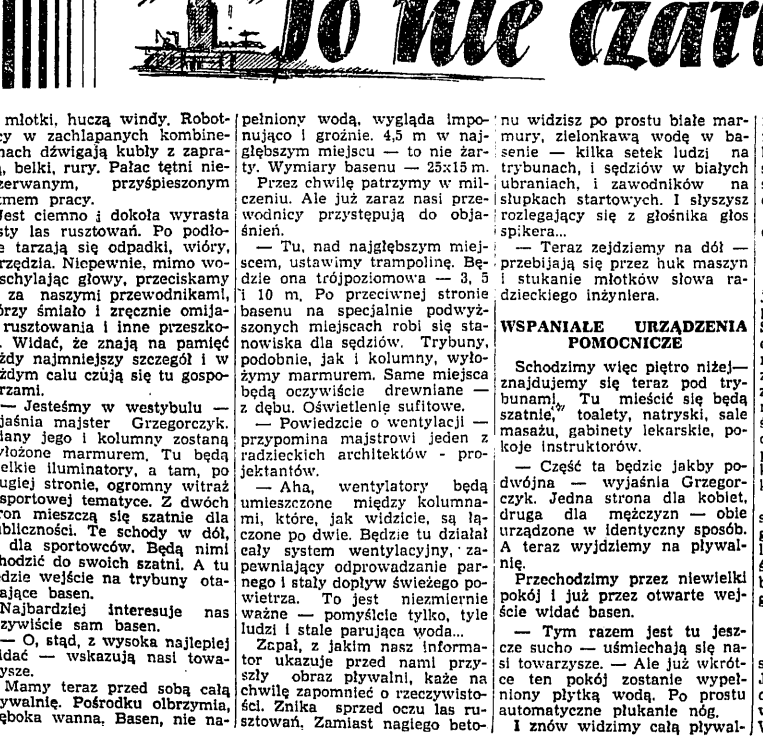 To nie czar
młotki, huczą windy. Robot-
cy w zachlapanych kombine-
nach dźwigają kubły z zapra-
ą, belki, rury. Pałac tętni nie-
zerwanym, przyśpieszonym
tmem pracy.
Jest ciemno i dokoła wyrasta
sty las rusztowań. Po podło-
e tarzają się odpadki, wióry,
rzędzia. Niepewnie, mimo wo-
schylając głowy, przeciskamy
za naszymi przewodnikami,
órzy śmiało i zręcznie omija-
rusztowania i inne przeszko-
. Widać, że znają na pamięć
żdy najmniejszy szczegół i w
żdym calu czują się tu gospo-
rzami.
— Jesteśmy w westybulu —
jaśnia majster Grzegorczyk.
iany jego i kolumny zostaną
yłożone marmurem. Tu będą
elkie iluminatory, a tam, po
ugiej stronie, ogromny witraż
sportowej tematyce. Z dwóch
ron mieszczą się szatnie dla
ubliczności. Te schody w dół,
dla sportowców. Będą nimi
hodzić do swoich szatni. A tu
ędzie wejście na trybuny ota-
ające basen.
Najbardziej interesuje nas
zywiście sam basen.
— O, stąd, z wysoka najlepiej
idać — wskazują nasi towa-
ysze.
Mamy teraz przed sobą całą
ywalnię. Pośrodku olbrzymia,
ęboka wanna. Basen, nie na-
pełniony wodą, wygląda impo-
nująco i groźnie. 4,5 m w naj-
głębszym miejscu — to nie żar-
ty. Wymiary basenu — 25x15 m.
Przez chwilę patrzymy w mil-
czeniu. Ale już zaraz nasi prze-
wodnicy przystępują do obja-
śnień.
— Tu, nad najgłębszym miej-
scem, ustawimy trampolinę. Bę-
dzie ona trójpoziomowa — 3, 5
i 10 m. Po przeciwnej stronie
basenu na specjalnie podwyż-
szonych miejscach robi się sta-
nowiska dla sędziów. Trybuny,
podobnie, jak i kolumny, wyło-
żymy marmurem. Same miejsca
będą oczywiście drewniane —
z dębu. Oświetlenie sufitowe.
— Powiedzcie o wentylacji —
przypomina majstrowi jeden z
radzieckich architektów - pro-
jektantów.
— Aha, wentylatory będą
umieszczone między kolumna-
mi, które, jak widzicie, są łą-
czone po dwie. Będzie tu działał
cały system wentylacyjny, za-
pewniający odprowadzanie par-
nego i stały dopływ świeżego po-
wietrza. To jest niezmiernie
ważne — pomyślcie tylko, tyle
ludzi i stale parująca woda...
Zapał, z jakim nasz informa-
tor ukazuje przed nami przy-
szły obraz pływalni, każe na
chwilę zapomnieć o rzeczywisto-
ści. Znika sprzed oczu las ru-
sztowań. Zamiast nagiego beto-
nu widzisz po prostu białe mar-
mury, zielonkawą wodę w ba-
senie — kilka setek ludzi na
trybunach, i sędziów w białych
ubraniach, i zawodników na
słupkach startowych. I słyszysz
rozlegający się z głośnika głos
spikera...
— Teraz zejdziemy na dół —
przebijają się przez huk maszyn
i stukanie młotków słowa ra-
dzieckiego inżyniera.
WSPANIAŁE URZĄDZENIA
POMOCNICZE
Schodzimy więc piętro niżej—
znajdujemy się teraz pod try-
bunami. Tu mieścić się będą
szatnie, toalety, natryski, sale
masażu, gabinety lekarskie, po-
koje instruktorów.
— Część ta będzie jakby po-
dwójna — wyjaśnia Grzegor-
czyk. Jedna strona dla kobiet,
druga dla mężczyzn — obie
urządzone w identyczny sposób.
A teraz wyjdziemy na pływal-
nię.
Przechodzimy przez niewielki
pokój i już przez otwarte wej-
ście widać basen.
— Tym razem jest tu jesz-
cze sucho — uśmiechają się na-
si towarzysze. — Ale już wkrót-
ce ten pokój zostanie wypeł-
niony płytką wodą. Po prostu
automatyczne płukanie nóg.
I znów widzimy całą pływal-